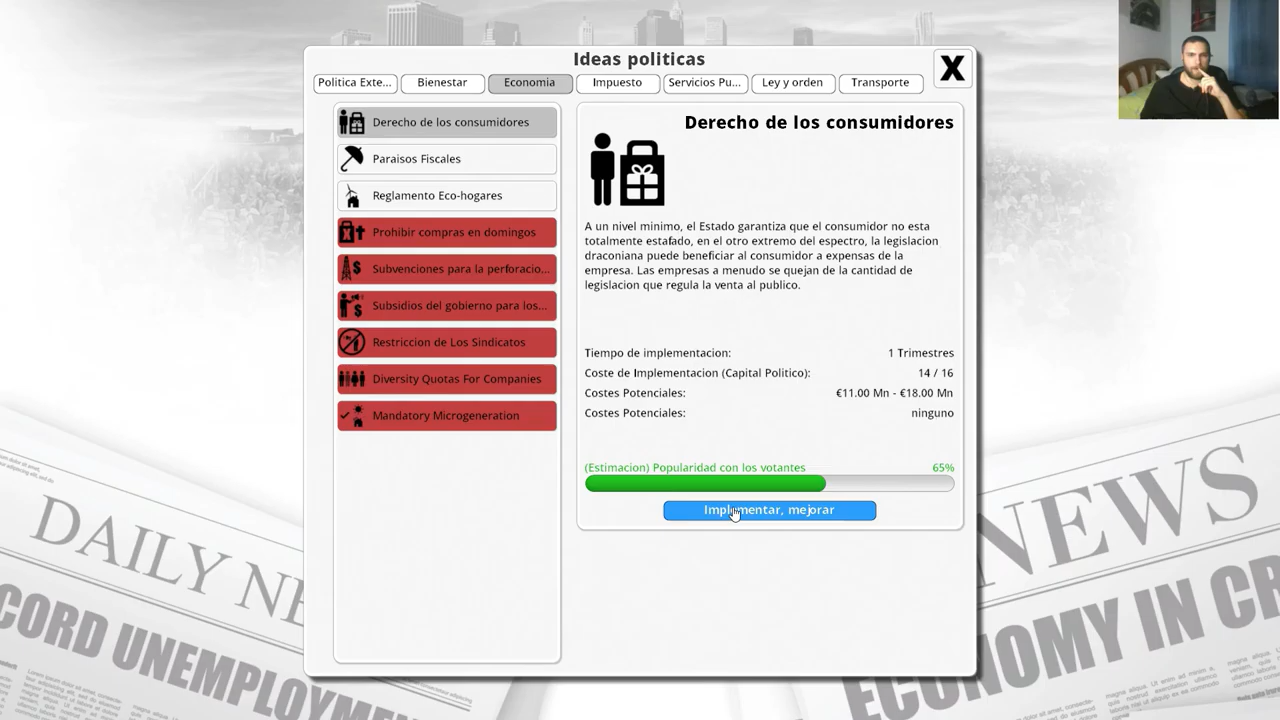 Ideas politicas
X
Politica Exte...
Bienestar
Economia
Impuesto
Servicios Pu...
Ley y orden
Transporte
Derecho de los consumidores
Paraisos Fiscales
Reglamento Eco-hogares
Prohibir compras en domingos
Subvenciones para la perforacio...
Subsidios del gobierno para los...
Restriccion de Los Sindicatos
Diversity Quotas For Companies
Mandatory Microgeneration
Derecho de los consumidores
A un nivel minimo, el Estado garantiza que el consumidor no esta
totalmente estafado, en el otro extremo del espectro, la legislacion
draconiana puede beneficiar al consumidor a expensas de la
empresa. Las empresas a menudo se quejan de la cantidad de
legislacion que regula la venta al publico.
Tiempo de implementacion: 1 Trimestres
Coste de Implementacion (Capital Politico): 14 / 16
Costes Potenciales: €11.00 Mn - €18.00 Mn
Costes Potenciales: ninguno
(Estimacion) Popularidad con los votantes 65%
Implementar, mejorar
DAILY NE
CORD UNEMPLOYM
NEWS
ECONOMY IN CR